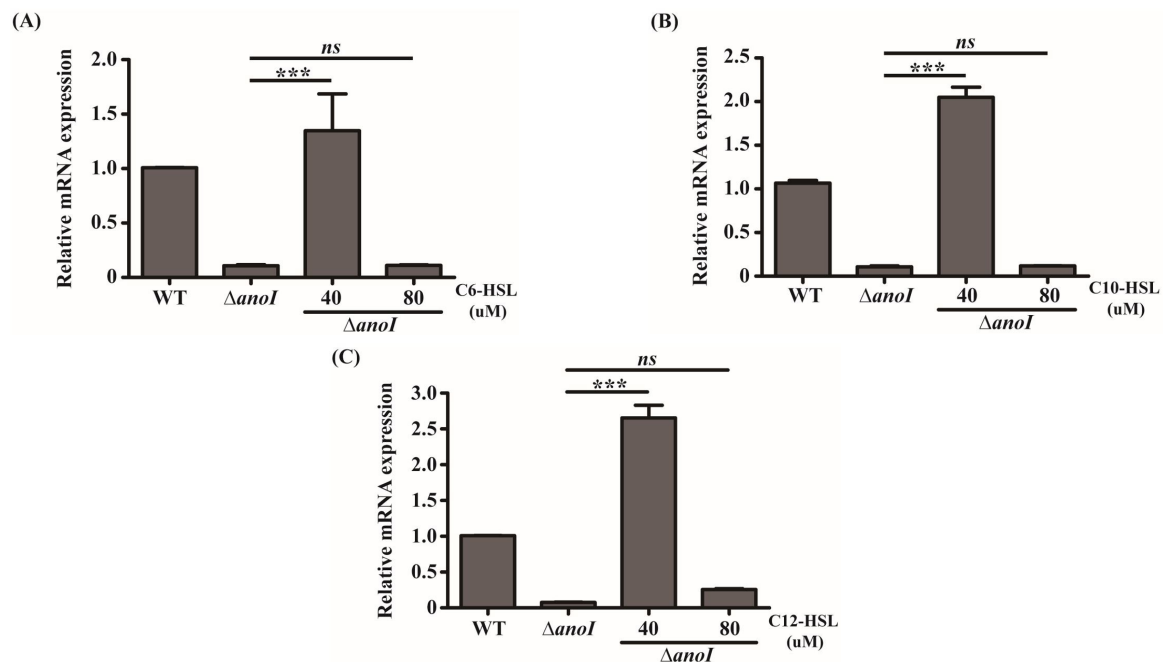 (A)
Relative mRNA expression
2.0
1.5
1.0
0.5
0
ns
***
WT
ΔanoI
40
80
C6-HSL
(uM)
ΔanoI
(B)
Relative mRNA expression
2.5
2.0
1.5
1.0
0.5
0
ns
***
WT
ΔanoI
40
80
C10-HSL
(uM)
ΔanoI
(C)
Relative mRNA expression
3.0
2.5
2.0
1.5
1.0
0.5
0
ns
***
WT
ΔanoI
40
80
C12-HSL
(uM)
ΔanoI